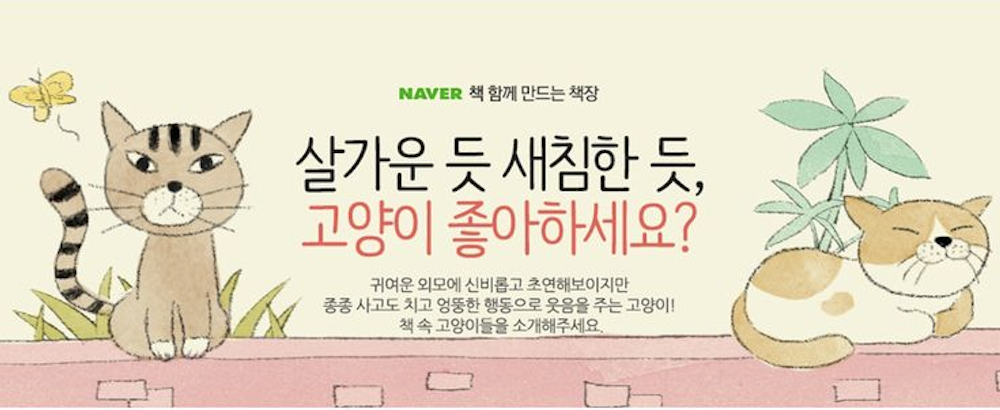 NAVER 책 함께 만드는 책장
살가운 듯 새침한 듯,
고양이 좋아하세요?
귀여운 외모에 신비롭고 초연해보이지만
종종 사고도 치고 엉뚱한 행동으로 웃음을 주는 고양이!
책 속 고양이들을 소개해주세요.